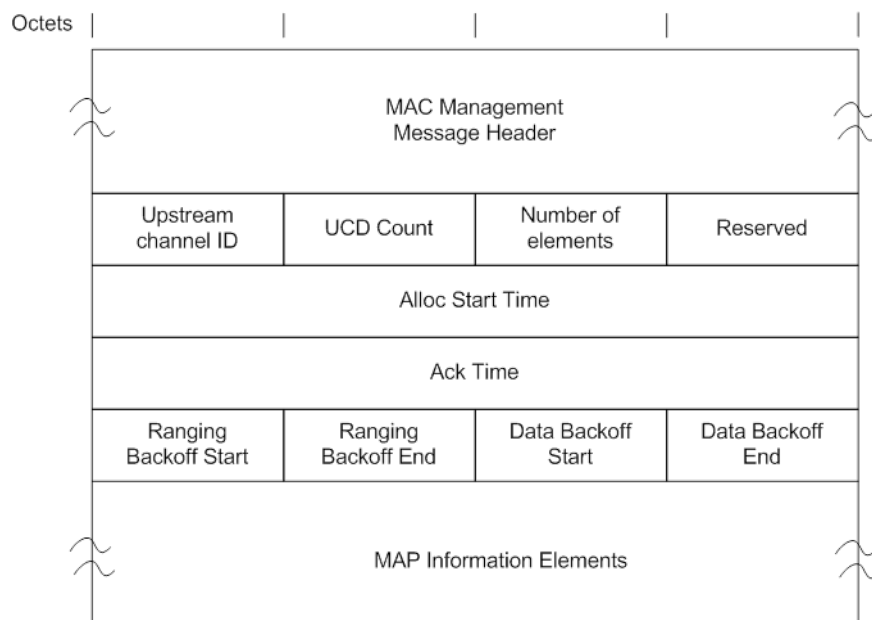 Octets
MAC Management
Message Header
Upstream
channel ID
UCD Count
Number of
elements
Reserved
Alloc Start Time
Ack Time
Ranging
Backoff Start
Ranging
Backoff End
Data Backoff
Start
Data Backoff
End
MAP Information Elements